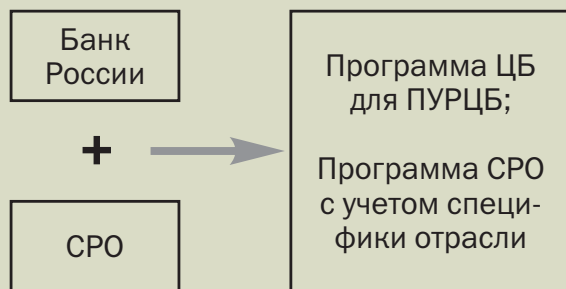 Банк
России
+
СРО
Программа ЦБ
для ПУРЦБ;
Программа СРО
с учетом специ-
фики отрасли